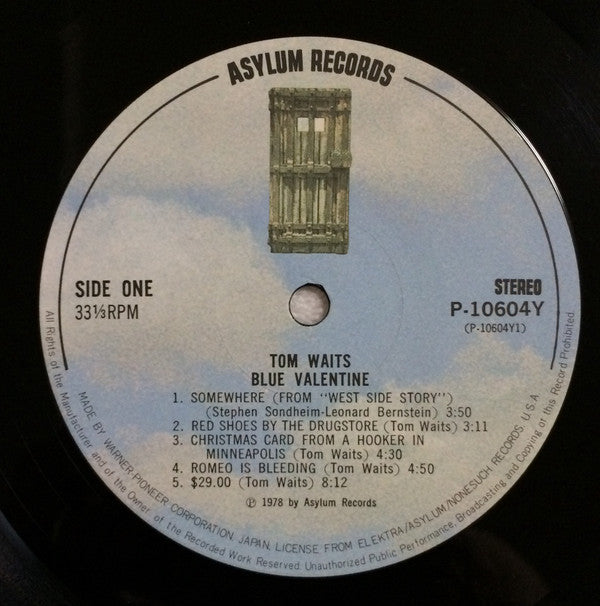 ASYLUM RECORDS
SIDE ONE
33⅓RPM
STEREO
P-10604Y
(P-10604Y1)
TOM WAITS
BLUE VALENTINE
1. SOMEWHERE (FROM "WEST SIDE STORY")
(Stephen Sondheim-Leonard Bernstein) 3:50
2. RED SHOES BY THE DRUGSTORE (Tom Waits) 3:11
3. CHRISTMAS CARD FROM A HOOKER IN
MINNEAPOLIS (Tom Waits) 4:30
4. ROMEO IS BLEEDING (Tom Waits) 4:50
5. $29.00 (Tom Waits) 8:12
℗ 1978 by Asylum Records
MADE BY WARNER-PIONEER CORPORATION, JAPAN, LICENSE FROM ELEKTRA/ASYLUM/NONESUCH RECORDS, U.S.A.
All Rights of the Manufacturer and of the Owner of the Recorded Work Reserved. Unauthorized Public Performance, Broadcasting and Copying of this Record Prohibited.